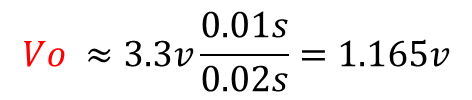 Vo ≈ 3.3v 0.01s/0.02s = 1.165v